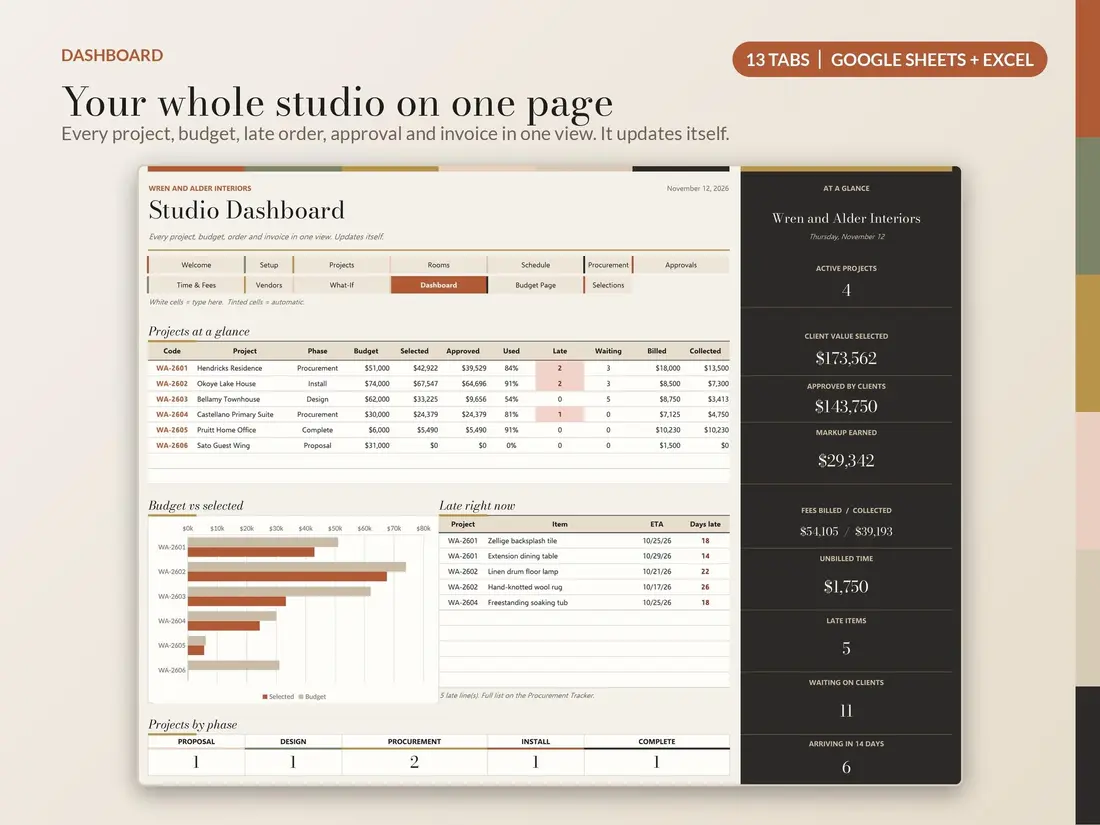 DASHBOARD
13 TABS | GOOGLE SHEETS + EXCEL
Your whole studio on one page
Every project, budget, late order, approval and invoice in one view. It updates itself.
WREN AND ALDER INTERIORS
November 12, 2026
Studio Dashboard
Every project, budget, order and invoice in one view. Updates itself.
Welcome Setup Projects Rooms Schedule Procurement Approvals
Time & Fees Vendors What-If Dashboard Budget Page Selections
White cells = type here. Tinted cells = automatic.
Projects at a glance
Code Project Phase Budget Selected Approved Used Late Waiting Billed Collected
WA-2601 Hendricks Residence Procurement $51,000 $42,922 $39,529 84% 2 3 $18,000 $13,500
WA-2602 Okoye Lake House Install $74,000 $67,547 $64,696 91% 2 3 $8,500 $7,300
WA-2603 Bellamy Townhouse Design $62,000 $33,225 $9,656 54% 0 5 $8,750 $3,413
WA-2604 Castellano Primary Suite Procurement $30,000 $24,379 $24,379 81% 1 0 $7,125 $4,750
WA-2605 Pruitt Home Office Complete $6,000 $5,490 $5,490 91% 0 0 $10,230 $10,230
WA-2606 Sato Guest Wing Proposal $31,000 $0 $0 0% 0 0 $1,500 $0
Budget vs selected
$0k $10k $20k $30k $40k $50k $60k $70k $80k
WA-2601
WA-2602
WA-2603
WA-2604
WA-2605
WA-2606
Selected Budget
Late right now
Project Item ETA Days late
WA-2601 Zellige backsplash tile 10/25/26 18
WA-2601 Extension dining table 10/29/26 14
WA-2602 Linen drum floor lamp 10/21/26 22
WA-2602 Hand-knotted wool rug 10/17/26 26
WA-2604 Freestanding soaking tub 10/25/26 18
5 late line(s). Full list on the Procurement Tracker.
Projects by phase
PROPOSAL DESIGN PROCUREMENT INSTALL COMPLETE
1 1 2 1 1
AT A GLANCE
Wren and Alder Interiors
Thursday, November 12
ACTIVE PROJECTS
4
CLIENT VALUE SELECTED
$173,562
APPROVED BY CLIENTS
$143,750
MARKUP EARNED
$29,342
FEES BILLED / COLLECTED
$54,105 / $39,193
UNBILLED TIME
$1,750
LATE ITEMS
5
WAITING ON CLIENTS
11
ARRIVING IN 14 DAYS
6